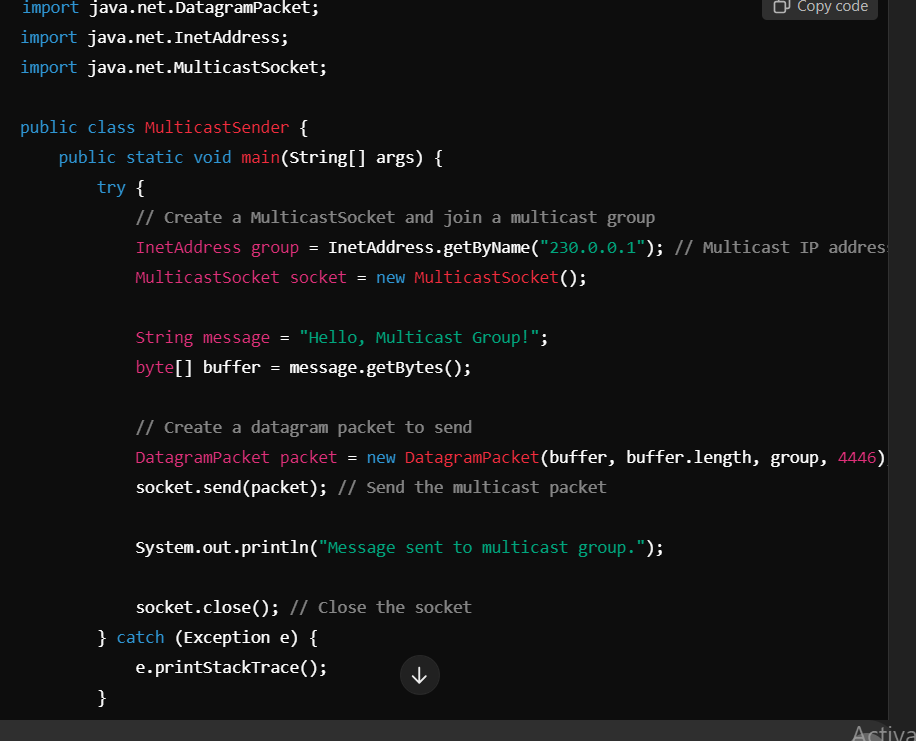 import java.net.DatagramPacket;
Copy code
import java.net.InetAddress;
import java.net.MulticastSocket;
public class MulticastSender {
public static void main(String[] args) {
try {
// Create a MulticastSocket and join a multicast group
InetAddress group = InetAddress.getByName("230.0.0.1"); // Multicast IP addres
MulticastSocket socket = new MulticastSocket();
String message = "Hello, Multicast Group!";
byte[] buffer = message.getBytes();
// Create a datagram packet to send
DatagramPacket packet = new DatagramPacket(buffer, buffer.length, group, 4446)
socket.send(packet); // Send the multicast packet
System.out.println("Message sent to multicast group.");
socket.close(); // Close the socket
} catch (Exception e) {
e.printStackTrace();
}